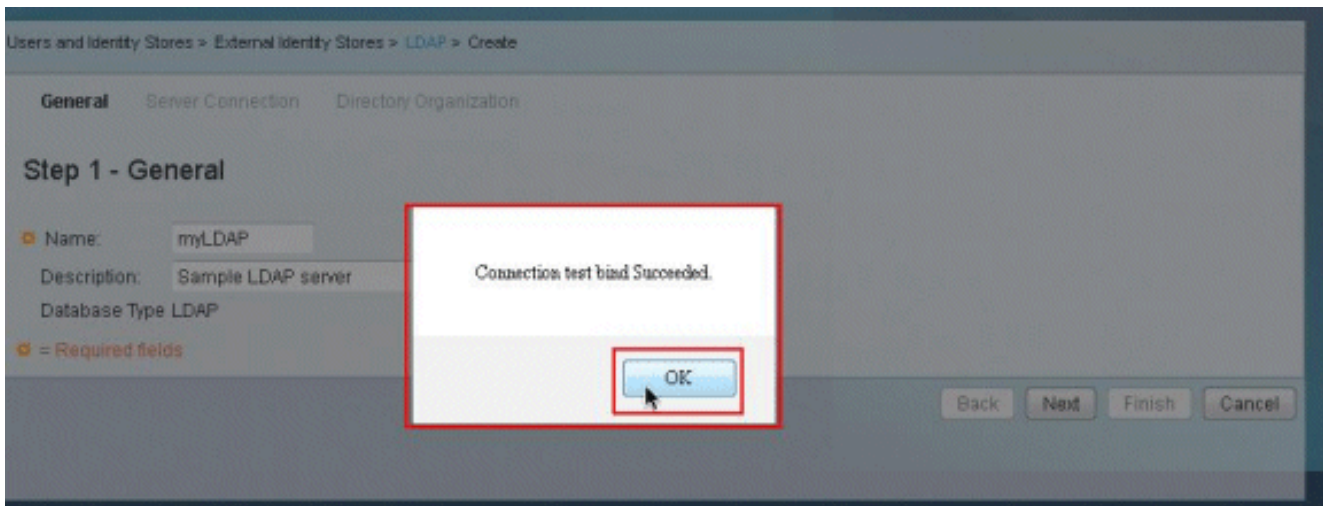 Users and Identity Stores > External Identity Stores > LDAP > Create
General Server Connection Directory Organization
Step 1 - General
Name: myLDAP
Description: Sample LDAP server
Database Type LDAP
= Required fields
Connection test bind Succeeded.
OK
Back Next Finish Cancel